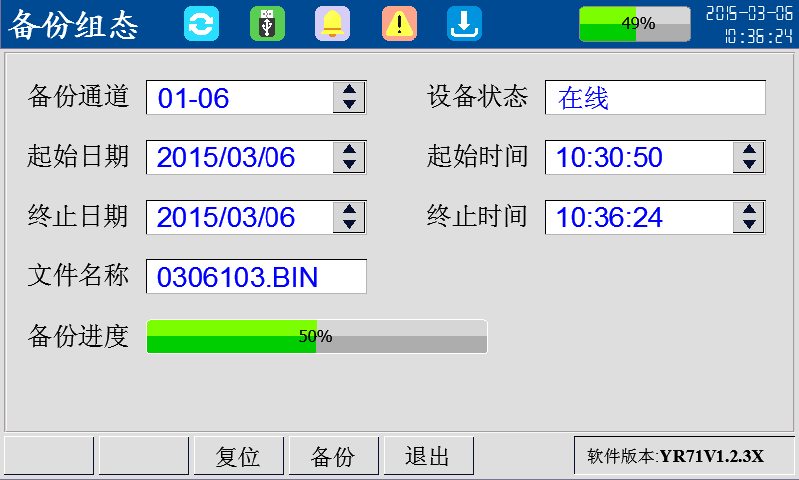 备份组态 49% 2015-03-06
10:36:24
备份通道 01-06 设备状态 在线
起始日期 2015/03/06 起始时间 10:30:50
终止日期 2015/03/06 终止时间 10:36:24
文件名称 0306103.BIN
备份进度 50%
复位 备份 退出 软件版本:YR71V1.2.3X